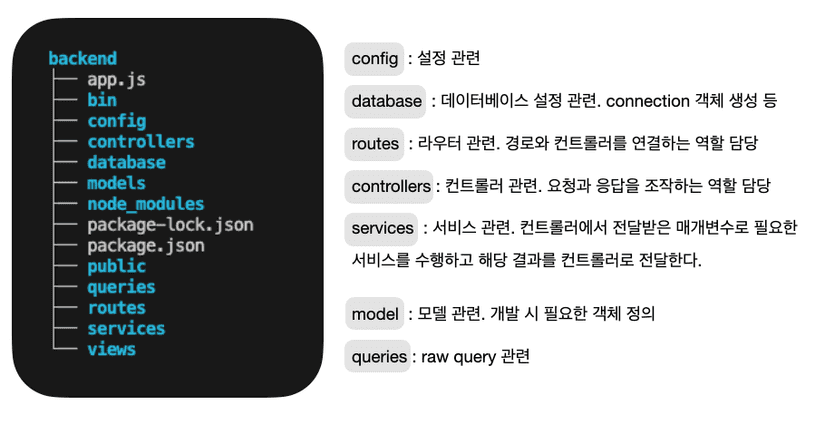 backend
├── app.js
├── bin
├── config
├── controllers
├── database
├── models
├── node_modules
├── package-lock.json
├── package.json
├── public
├── queries
├── routes
├── services
└── views
config : 설정 관련
database : 데이터베이스 설정 관련. connection 객체 생성 등
routes : 라우터 관련. 경로와 컨트롤러를 연결하는 역할 담당
controllers : 컨트롤러 관련. 요청과 응답을 조작하는 역할 담당
services : 서비스 관련. 컨트롤러에서 전달받은 매개변수로 필요한
서비스를 수행하고 해당 결과를 컨트롤러로 전달한다.
model : 모델 관련. 개발 시 필요한 객체 정의
queries : raw query 관련